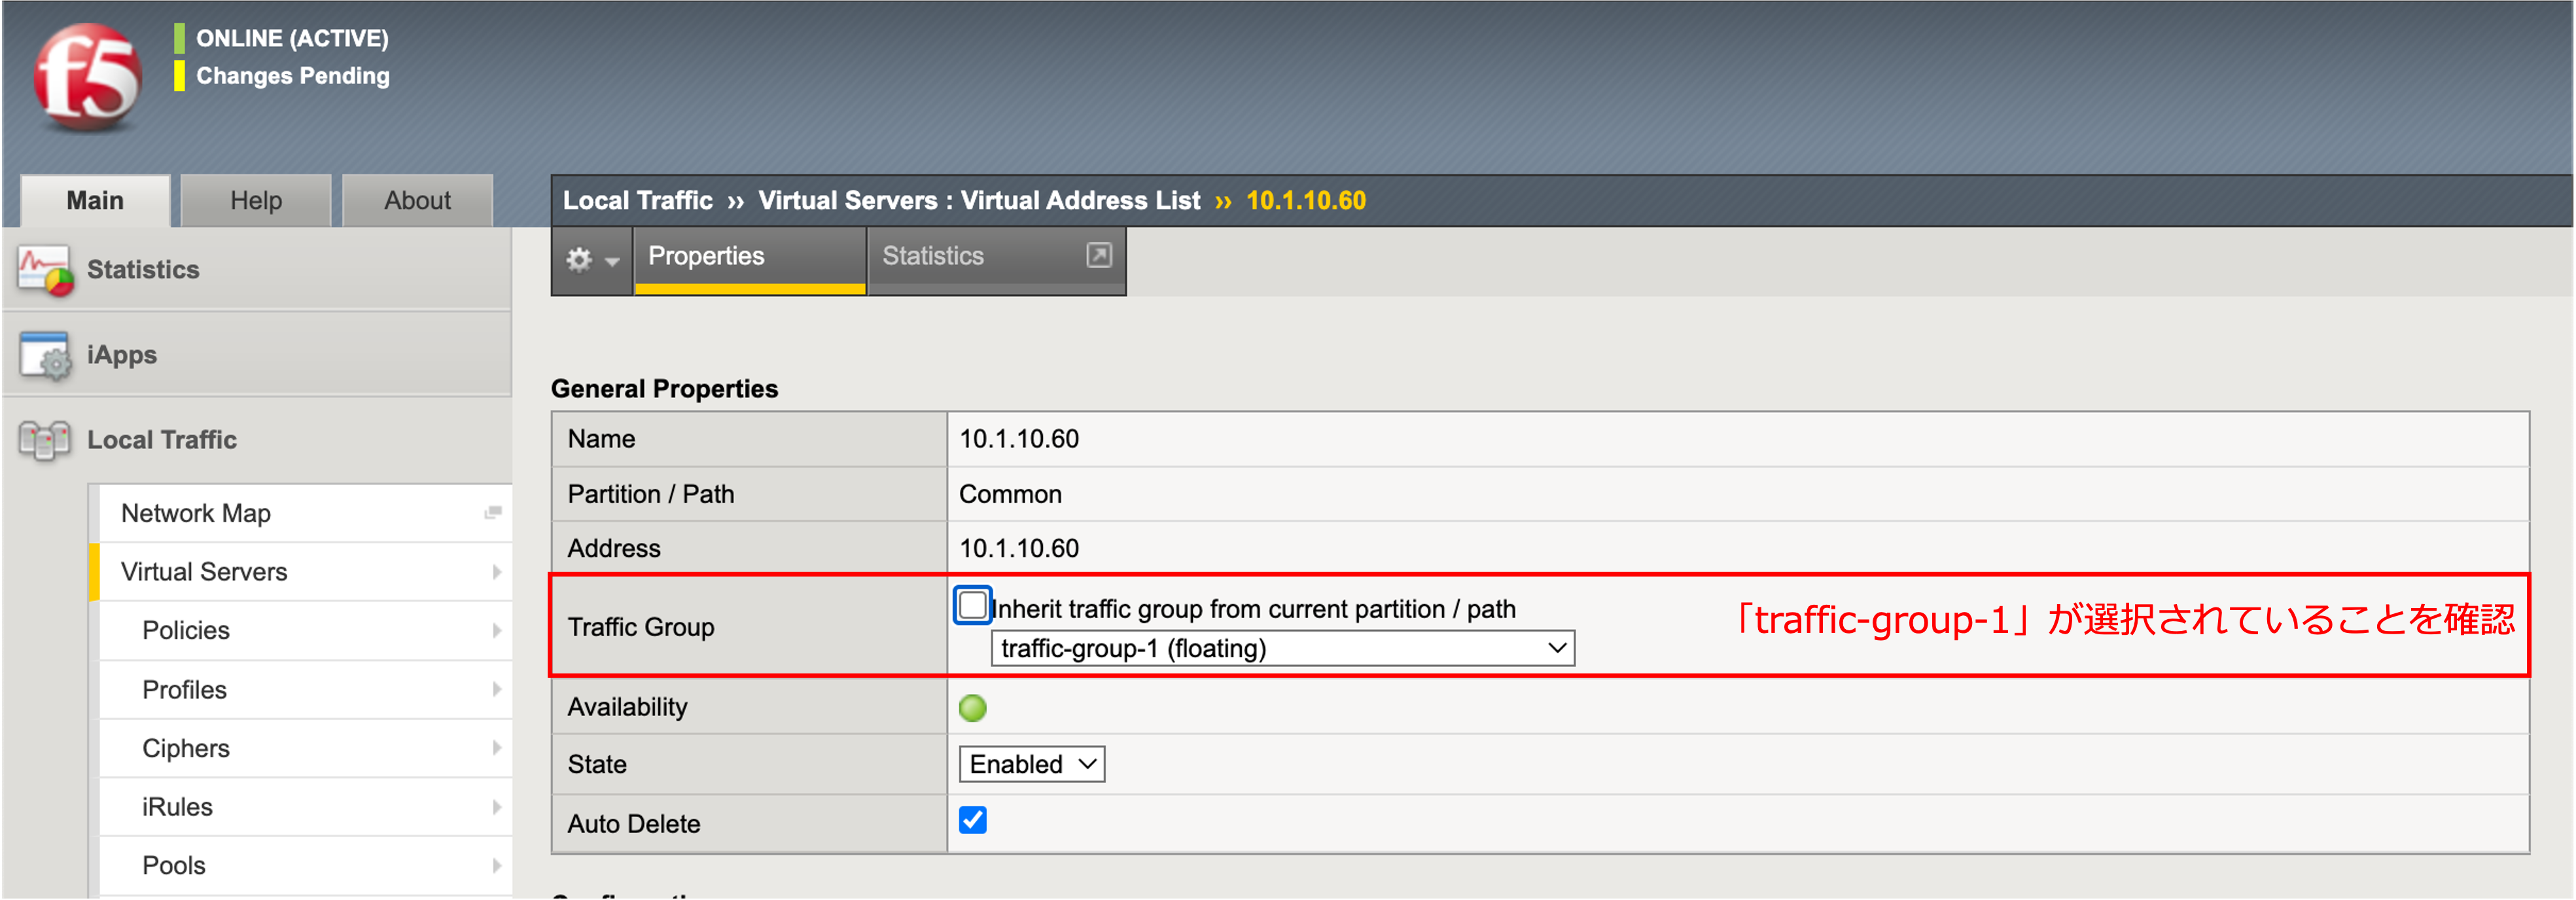 f5
ONLINE (ACTIVE)
Changes Pending
Main
Help
About
Local Traffic ›› Virtual Servers : Virtual Address List ›› 10.1.10.60
Properties
Statistics
Statistics
iApps
Local Traffic
Network Map
Virtual Servers
Policies
Profiles
Ciphers
iRules
Pools
General Properties
Name
10.1.10.60
Partition / Path
Common
Address
10.1.10.60
Traffic Group
Inherit traffic group from current partition / path
traffic-group-1 (floating)
「traffic-group-1」が選択されていることを確認
Availability
State
Enabled
Auto Delete